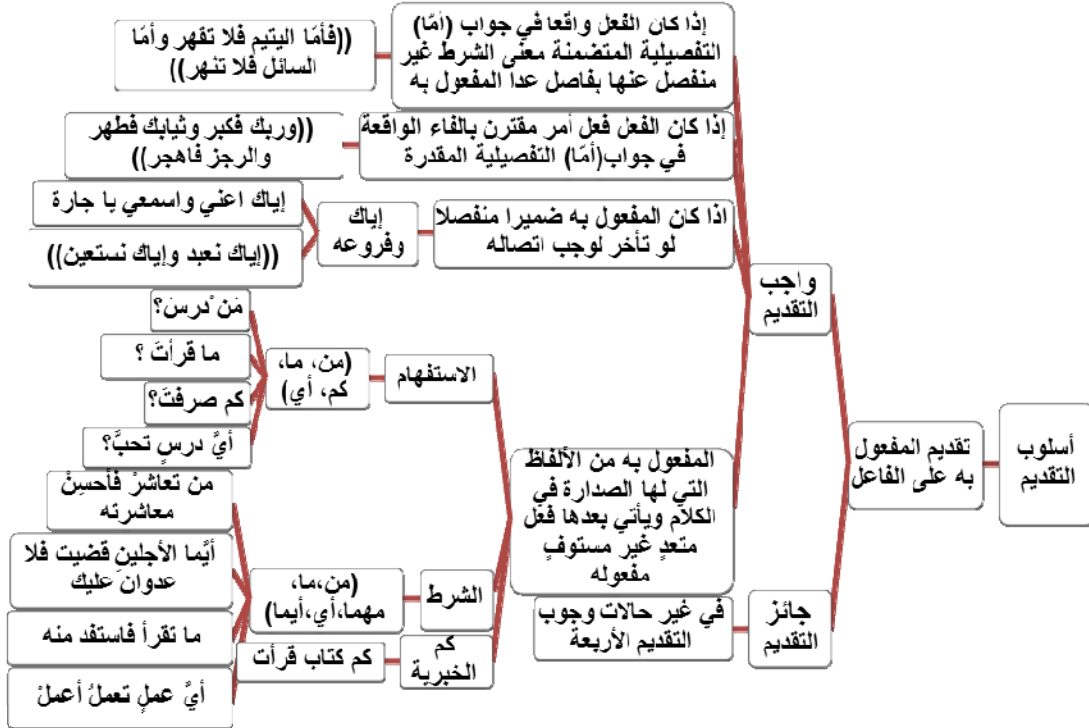 أسلوب
التقديم
تقديم المفعول
به على الفاعل
واجب
التقديم
إذا كان الفعل واقعا في جواب (أمّا)
التفصيلية المتضمنة معنى الشرط غير
منفصل عنها بفاصل عدا المفعول به
((فأمّا اليتيم فلا تقهر وأمّا
السائل فلا تنهر))
إذا كان الفعل فعل أمر مقترن بالفاء الواقعة
في جواب(أمّا) التفصيلية المقدرة
((وربك فكبر وثيابك فطهر
والرجز فاهجر))
اذا كان المفعول به ضميرا منفصلا
لو تأخر لوجب اتصاله
إياك
وفروعه
إياك اعني واسمعي يا جارة
((إياك نعبد وإياك نستعين))
المفعول به من الألفاظ
التي لها الصدارة في
الكلام ويأتي بعدها فعل
متعدٍ غير مستوفٍ
مفعوله
الاستفهام
(من، ما،
كم، أي)
مَنْ درسَ؟
ما قرأتَ ؟
كم صرفتَ؟
أيَّ درسٍ تحبَّ؟
الشرط
(من،ما،
مهما،أي،أيما)
من تعاشرْ فأحسِنْ
معاشرته
أيَّما الأجلينِ قضيت فلا
عدوانَ عليك
ما تقرأ فاستفد منه
أيَّ عملٍ تعملُ أعملْ
كم
الخبرية
كم كتاب قرأت
جائز
التقديم
في غير حالات وجوب
التقديم الأربعة